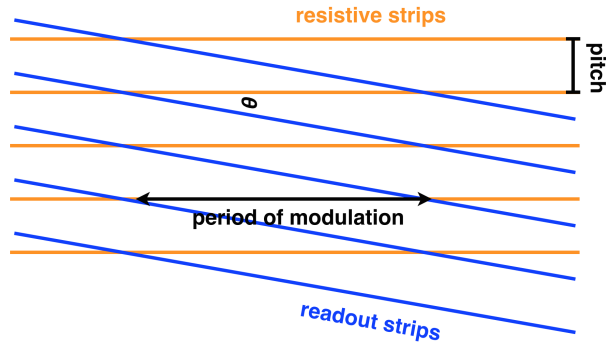 resistive strips
pitch
θ
period of modulation
readout strips